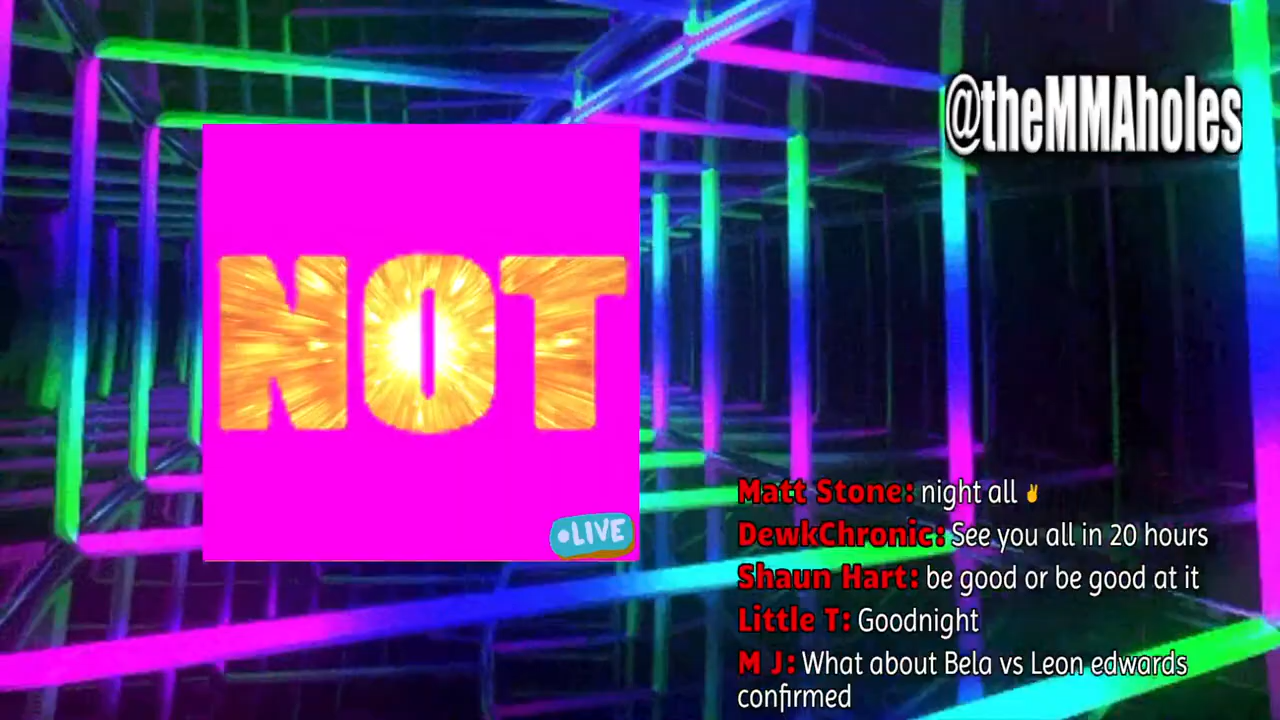 @theMMAholes
NOT
LIVE
Matt Stone: night all ✌
DewkChronic: See you all in 20 hours
Shaun Hart: be good or be good at it
Little T: Goodnight
M J: What about Bela vs Leon edwards
confirmed